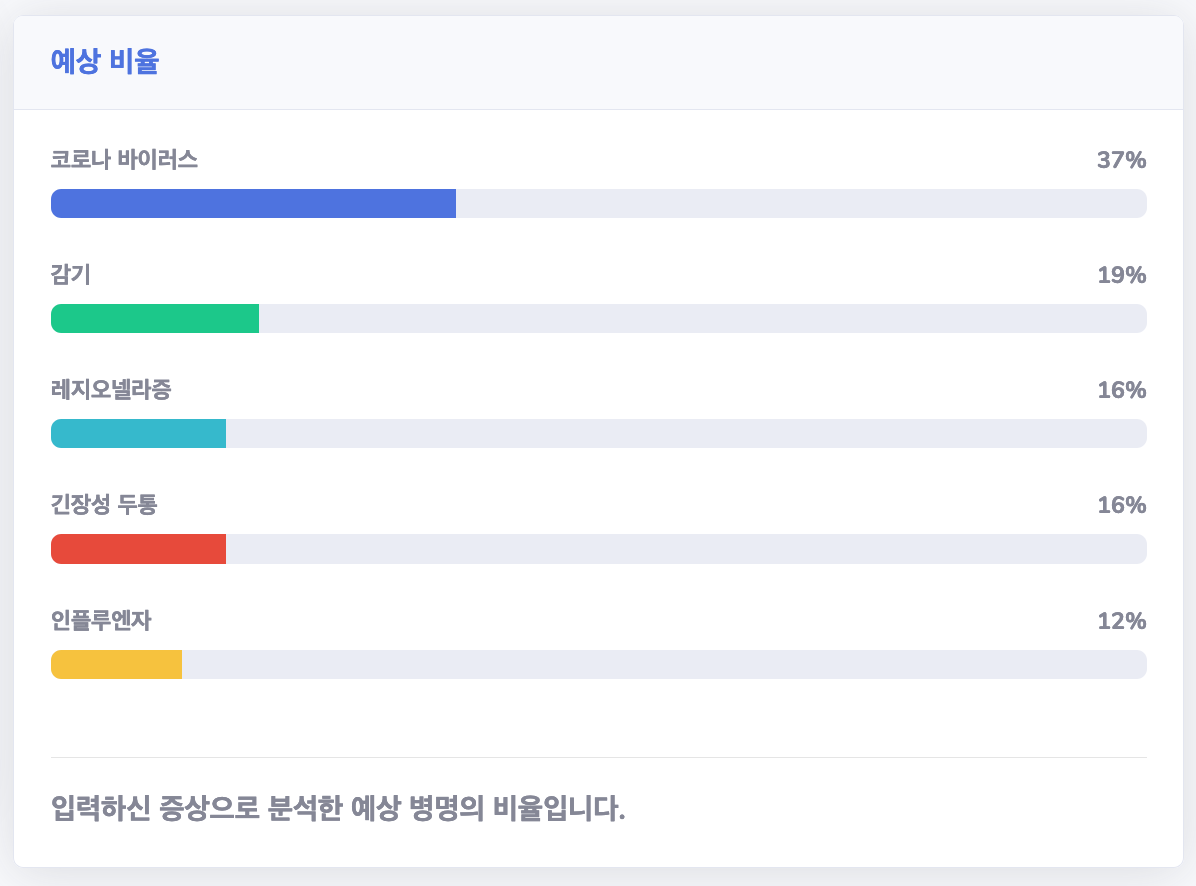 예상 비율
코로나 바이러스 37%
감기 19%
레지오넬라증 16%
긴장성 두통 16%
인플루엔자 12%
입력하신 증상으로 분석한 예상 병명의 비율입니다.